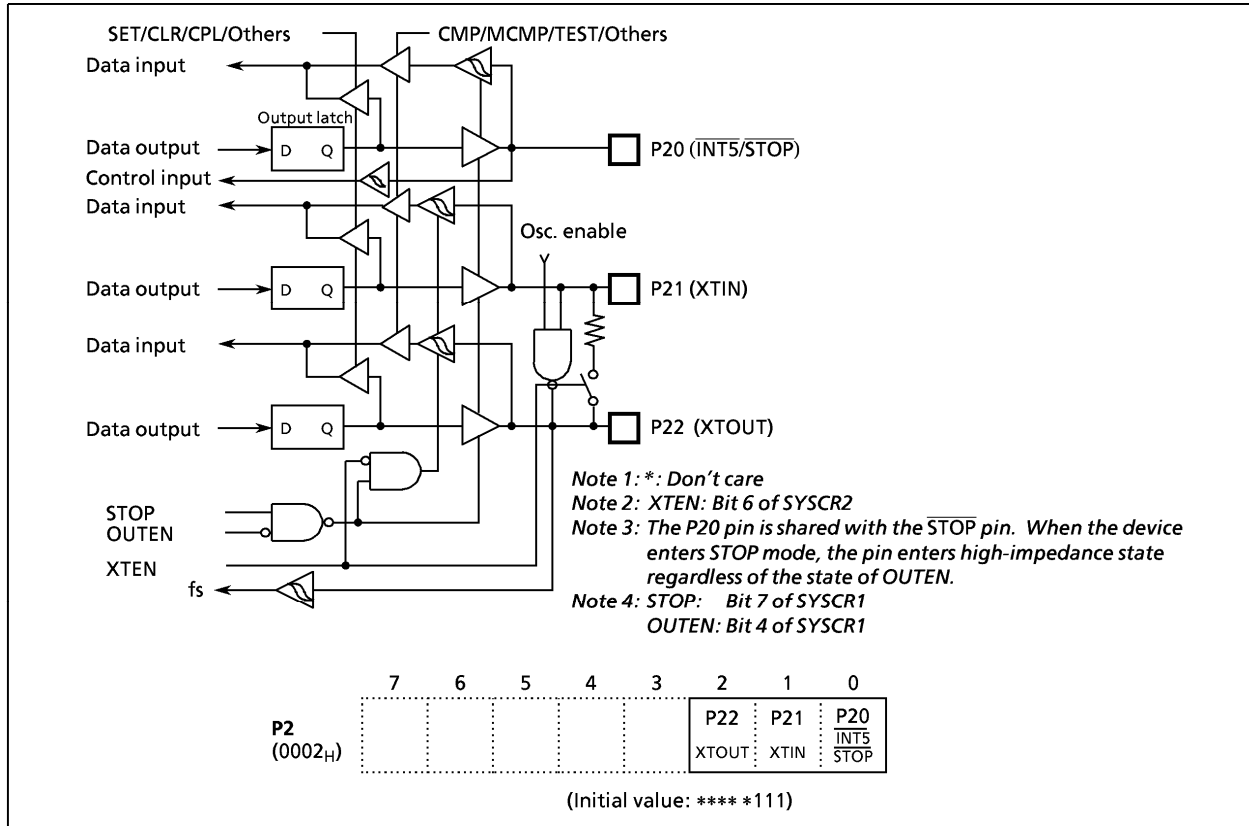 SET/CLR/CPL/Others
CMP/MCMP/TEST/Others
Data input
Output latch
Data output
D Q
P20 (INT5/STOP)
Control input
Data input
Osc. enable
Data output
D Q
P21 (XTIN)
Data input
Data output
D Q
P22 (XTOUT)
STOP
OUTEN
XTEN
fs
Note 1: *: Don't care
Note 2: XTEN: Bit 6 of SYSCR2
Note 3: The P20 pin is shared with the STOP pin. When the device
enters STOP mode, the pin enters high-impedance state
regardless of the state of OUTEN.
Note 4: STOP: Bit 7 of SYSCR1
OUTEN: Bit 4 of SYSCR1
7 6 5 4 3 2 1 0
P2
(0002H)
P22
XTOUT
P21
XTIN
P20
INT5
STOP
(Initial value: **** *111)